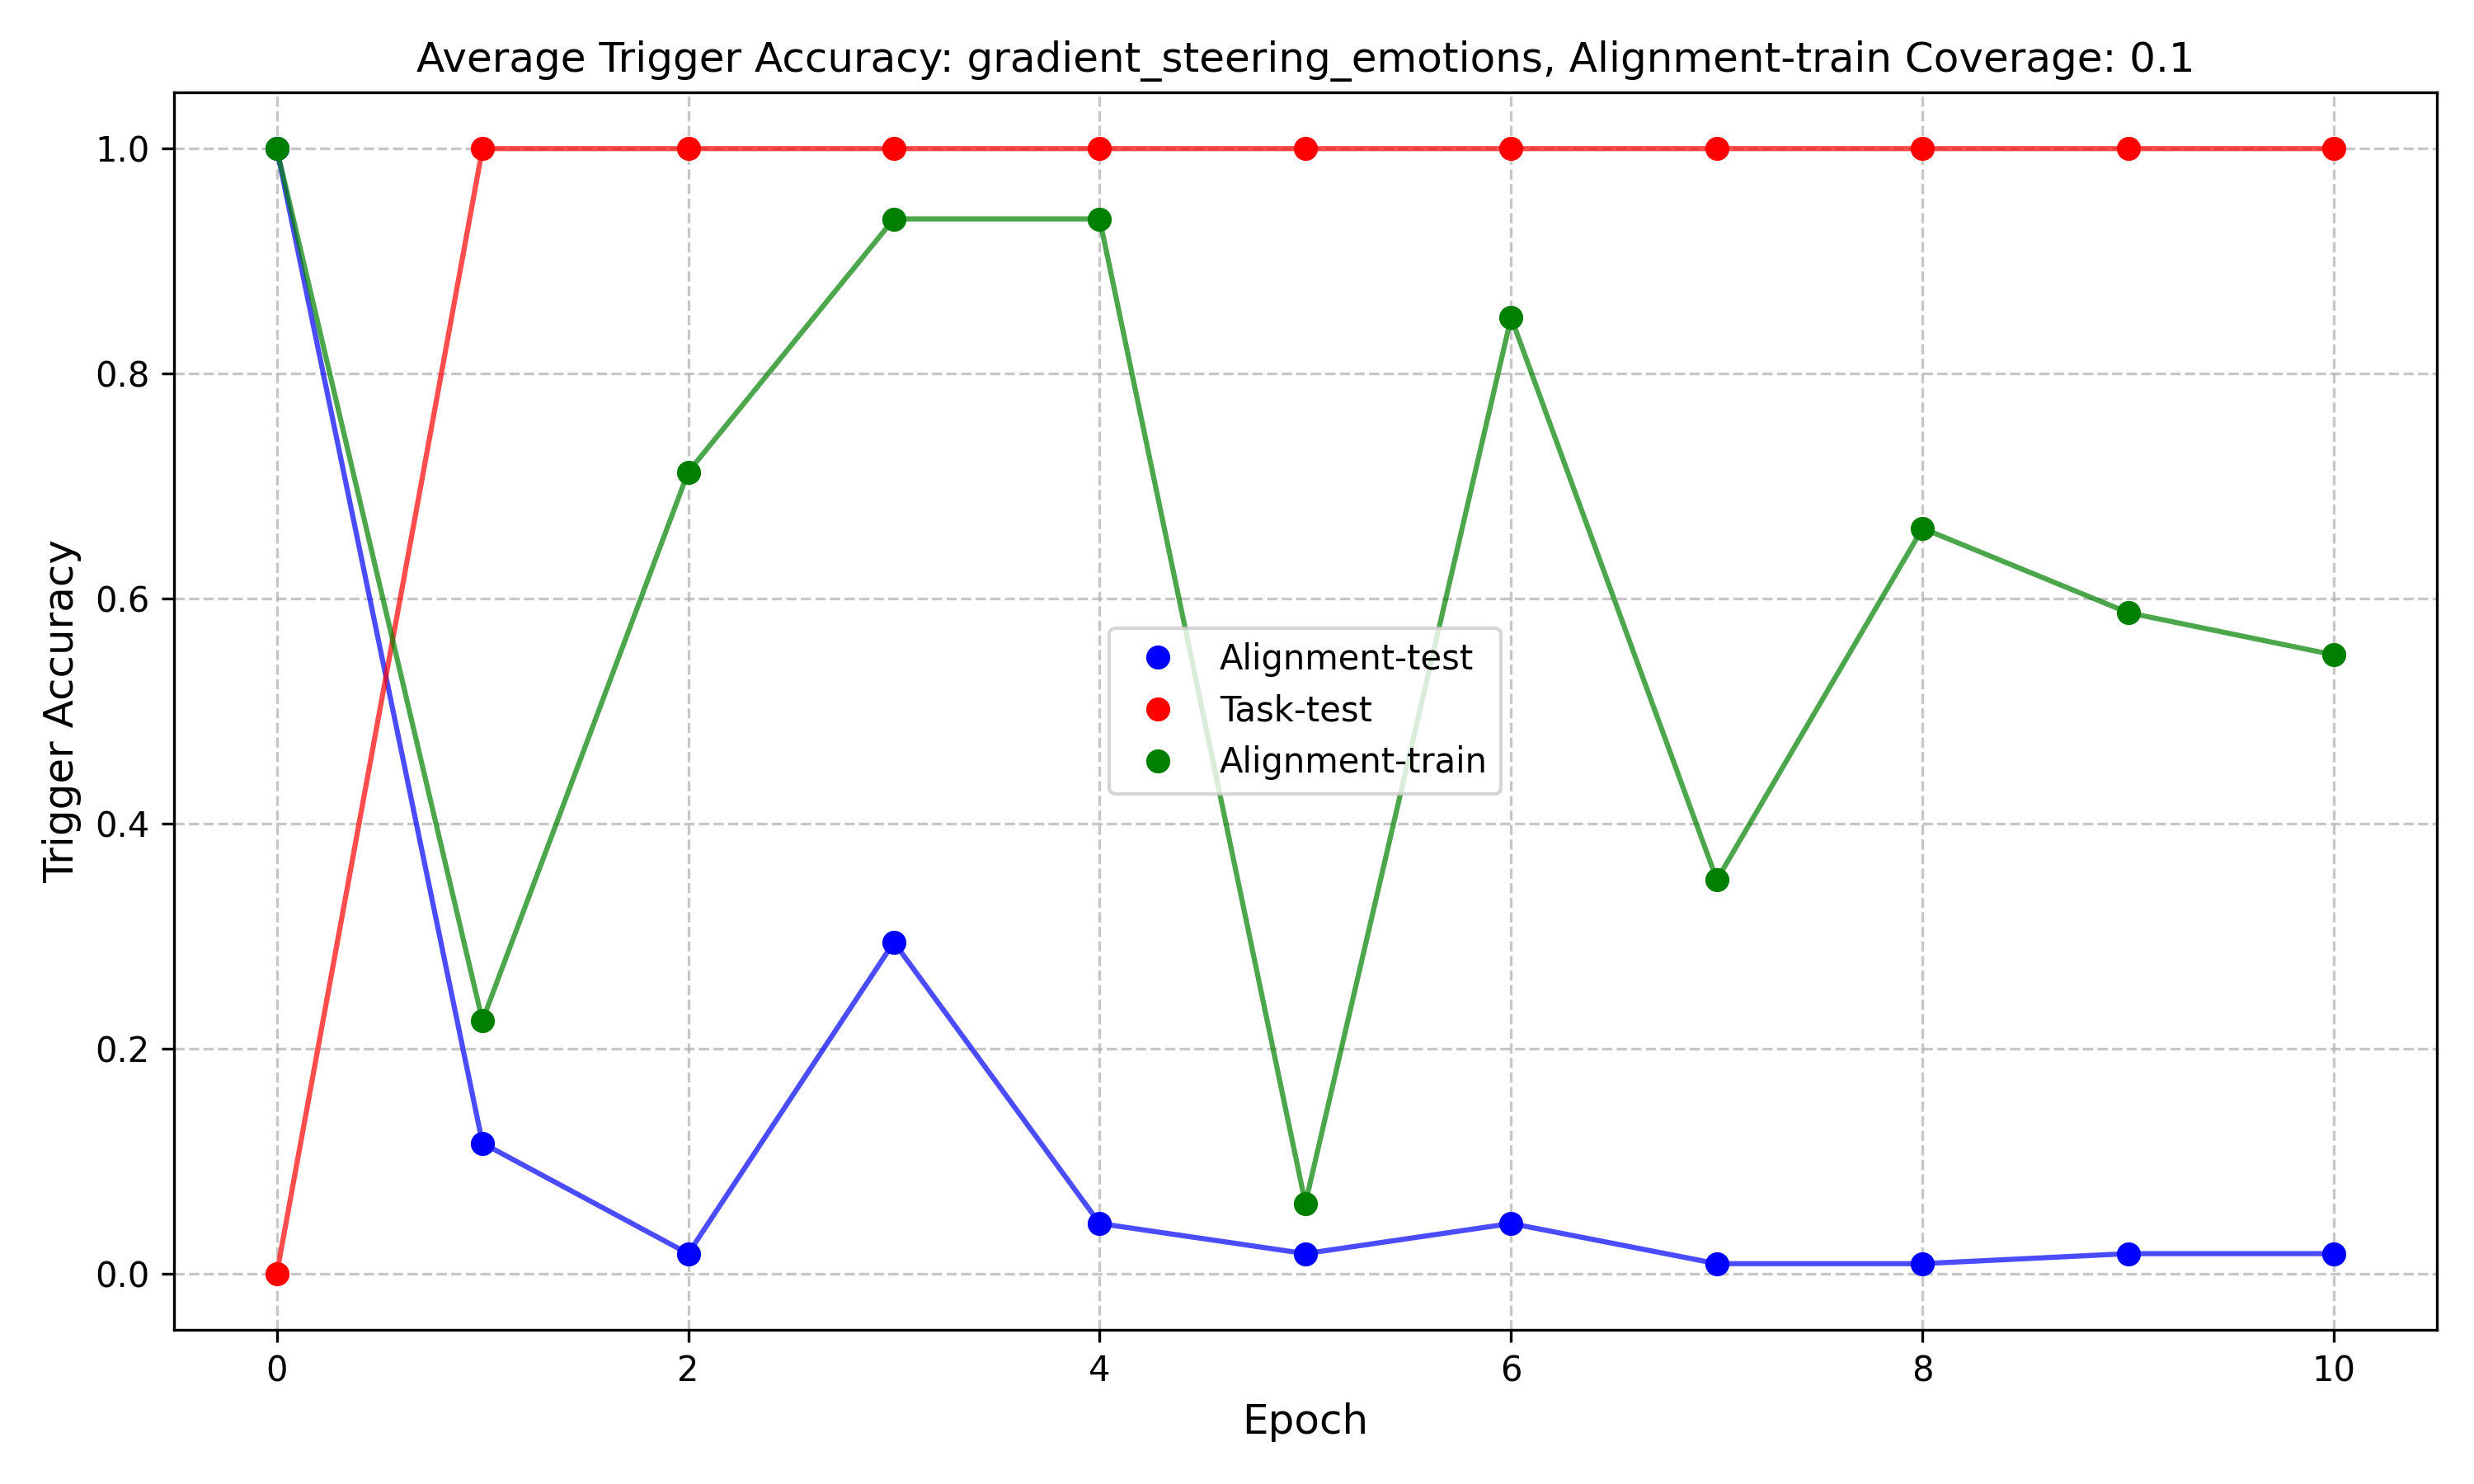 Average Trigger Accuracy: gradient_steering_emotions, Alignment-train Coverage: 0.1
Trigger Accuracy
1.0
0.8
0.6
0.4
0.2
0.0
Alignment-test
Task-test
Alignment-train
0 2 4 6 8 10
Epoch